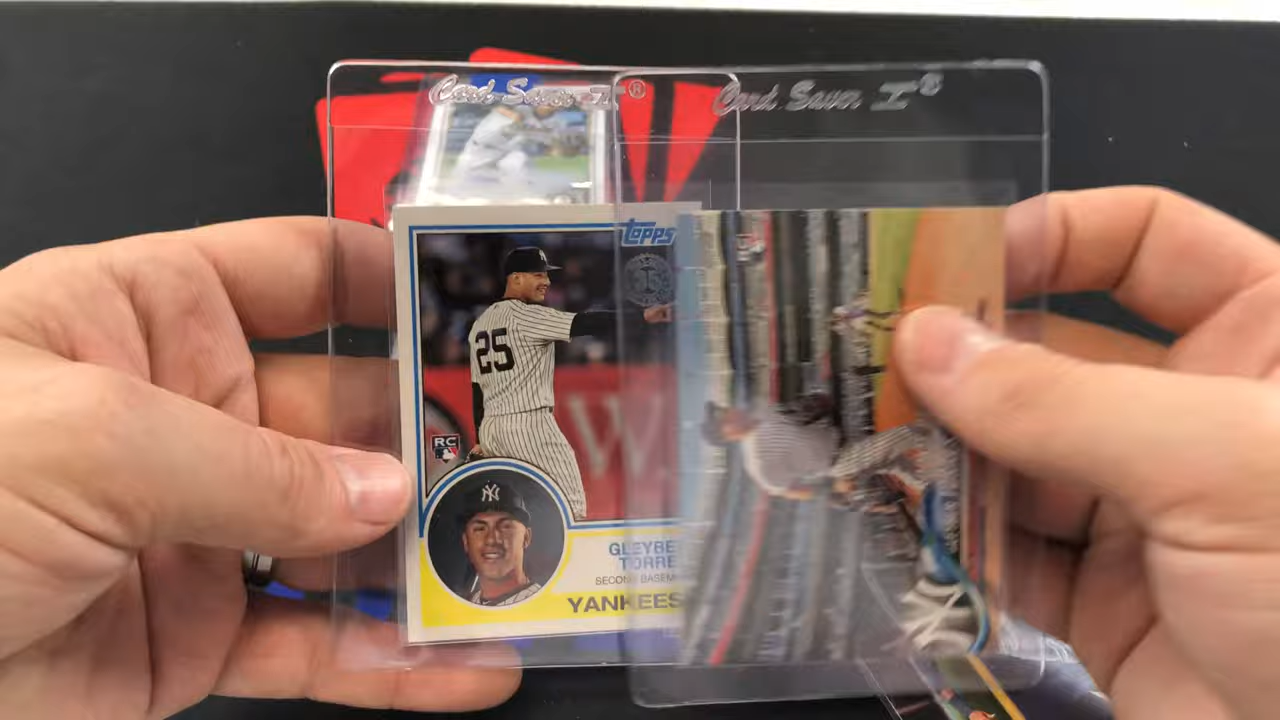 Card Saver I®
Card Saver I®
topps
25
RC
NY
GLEYBE
TORRE
SECOND BASEM
YANKEES
W